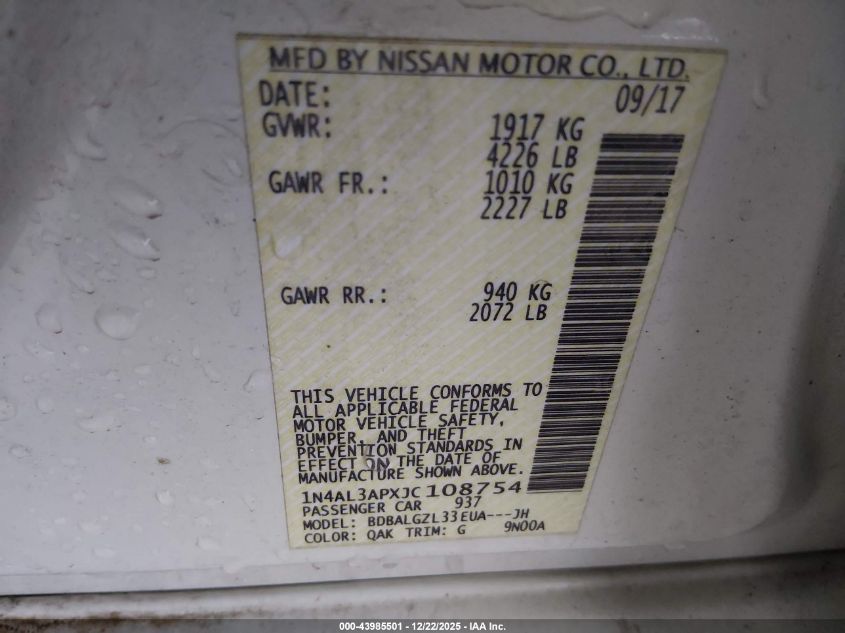 MFD BY NISSAN MOTOR CO., LTD.
DATE: 09/17
GVWR: 1917 KG
4226 LB
GAWR FR.: 1010 KG
2227 LB
GAWR RR.: 940 KG
2072 LB
THIS VEHICLE CONFORMS TO
ALL APPLICABLE FEDERAL
MOTOR VEHICLE SAFETY,
BUMPER, AND THEFT
PREVENTION STANDARDS IN
EFFECT ON THE DATE OF
MANUFACTURE SHOWN ABOVE.
1N4AL3APXJC108754
PASSENGER CAR 937
MODEL: BDBALGZL33EUA---JH
COLOR: QAK TRIM: G 9N00A
000-43985501 - 12/22/2025 - IAA Inc.